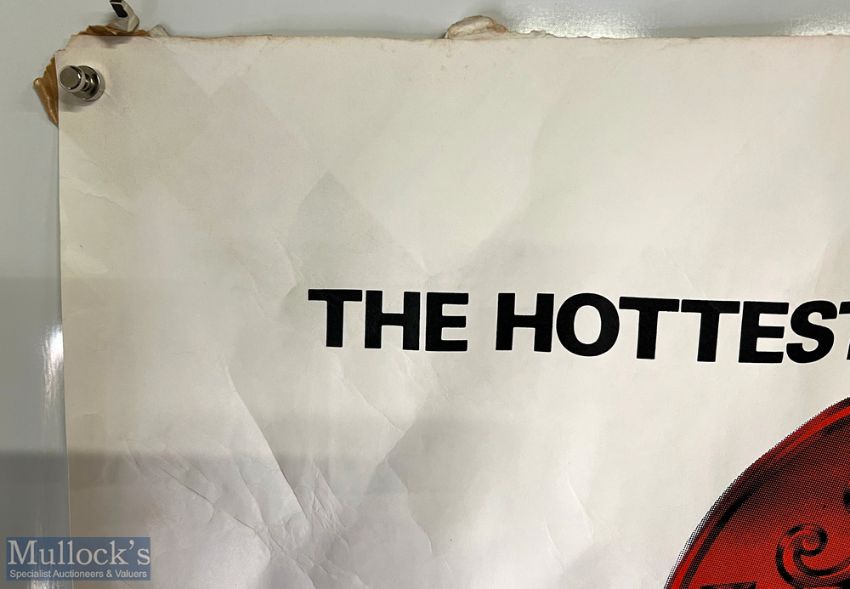 THE HOTTEST
Mullock's
Specialist Auctioneers & Valuers